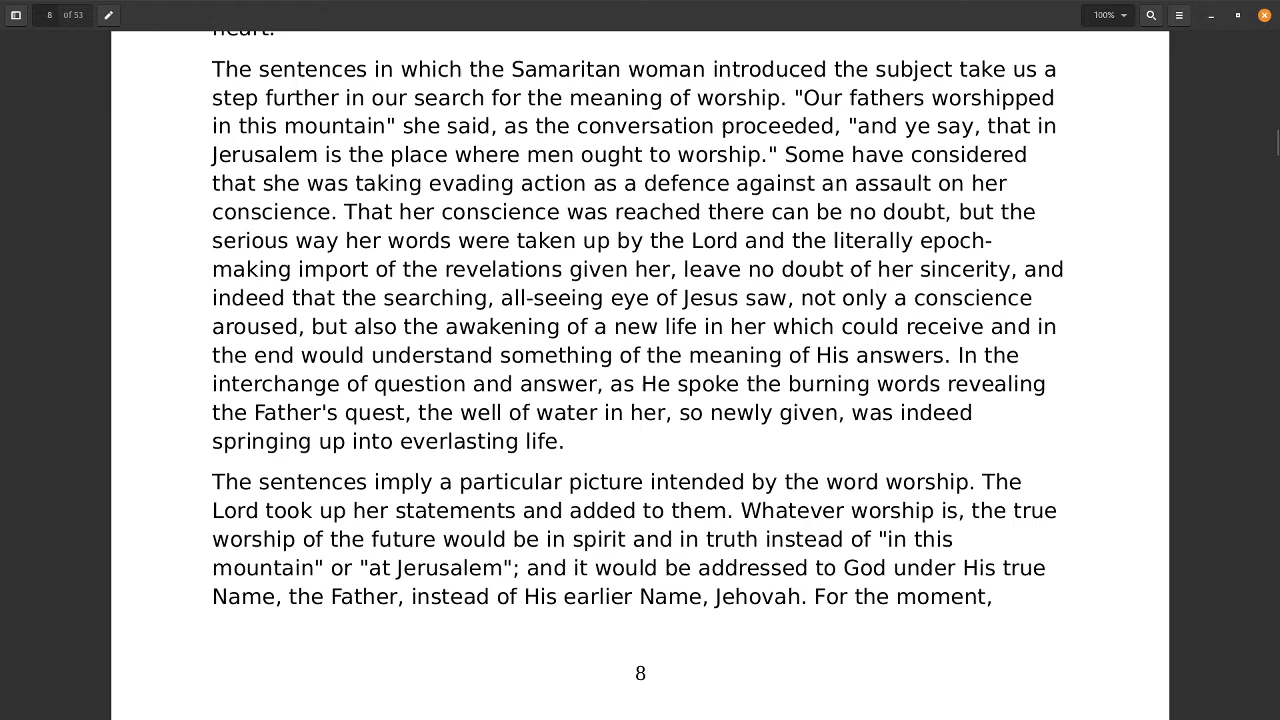 8 of 53
100%
heart.
The sentences in which the Samaritan woman introduced the subject take us a
step further in our search for the meaning of worship. "Our fathers worshipped
in this mountain" she said, as the conversation proceeded, "and ye say, that in
Jerusalem is the place where men ought to worship." Some have considered
that she was taking evading action as a defence against an assault on her
conscience. That her conscience was reached there can be no doubt, but the
serious way her words were taken up by the Lord and the literally epoch-
making import of the revelations given her, leave no doubt of her sincerity, and
indeed that the searching, all-seeing eye of Jesus saw, not only a conscience
aroused, but also the awakening of a new life in her which could receive and in
the end would understand something of the meaning of His answers. In the
interchange of question and answer, as He spoke the burning words revealing
the Father's quest, the well of water in her, so newly given, was indeed
springing up into everlasting life.
The sentences imply a particular picture intended by the word worship. The
Lord took up her statements and added to them. Whatever worship is, the true
worship of the future would be in spirit and in truth instead of "in this
mountain" or "at Jerusalem"; and it would be addressed to God under His true
Name, the Father, instead of His earlier Name, Jehovah. For the moment,
8